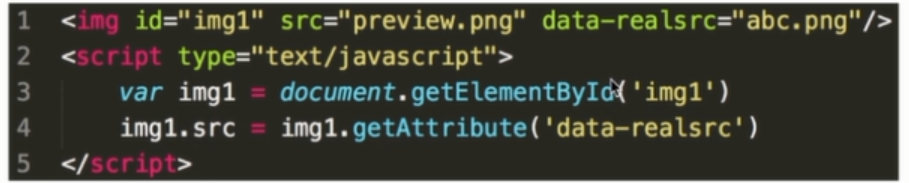 1 <img id="img1" src="preview.png" data-realsrc="abc.png"/>
2 <script type="text/javascript">
3 var img1 = document.getElementById('img1')
4 img1.src = img1.getAttribute('data-realsrc')
5 </script>